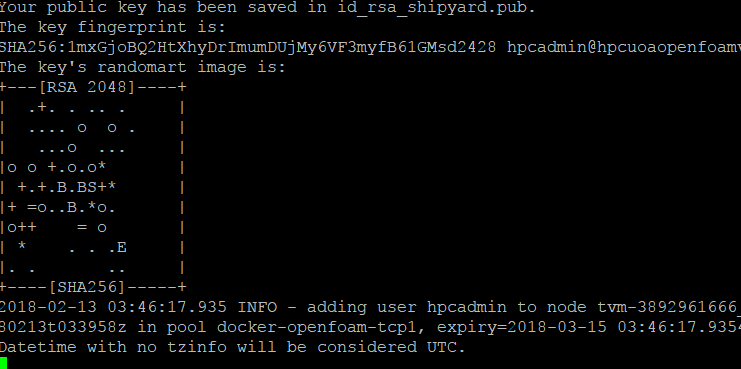 Your public key has been saved in id_rsa_shipyard.pub.
The key fingerprint is:
SHA256:1mxGjoBQ2HtXhyDrImumDUjMy6VF3myfB61GMsd2428 hpcadmin@hpcuoaopenfoamv
The key's randomart image is:
+---[RSA 2048]----+
|  .+. . .. .     |
|  .... o  o .    |
|   ...o  ...     |
|o o +.o.o*       |
| +.+.B.BS+*      |
|+ =o..B.*o.      |
|o++    = o       |
| *    . . .E     |
|. .      ..      |
+----[SHA256]-----+
2018-02-13 03:46:17.935 INFO - adding user hpcadmin to node tvm-3892961666_
80213t033958z in pool docker-openfoam-tcp1, expiry=2018-03-15 03:46:17.9354
Datetime with no tzinfo will be considered UTC.